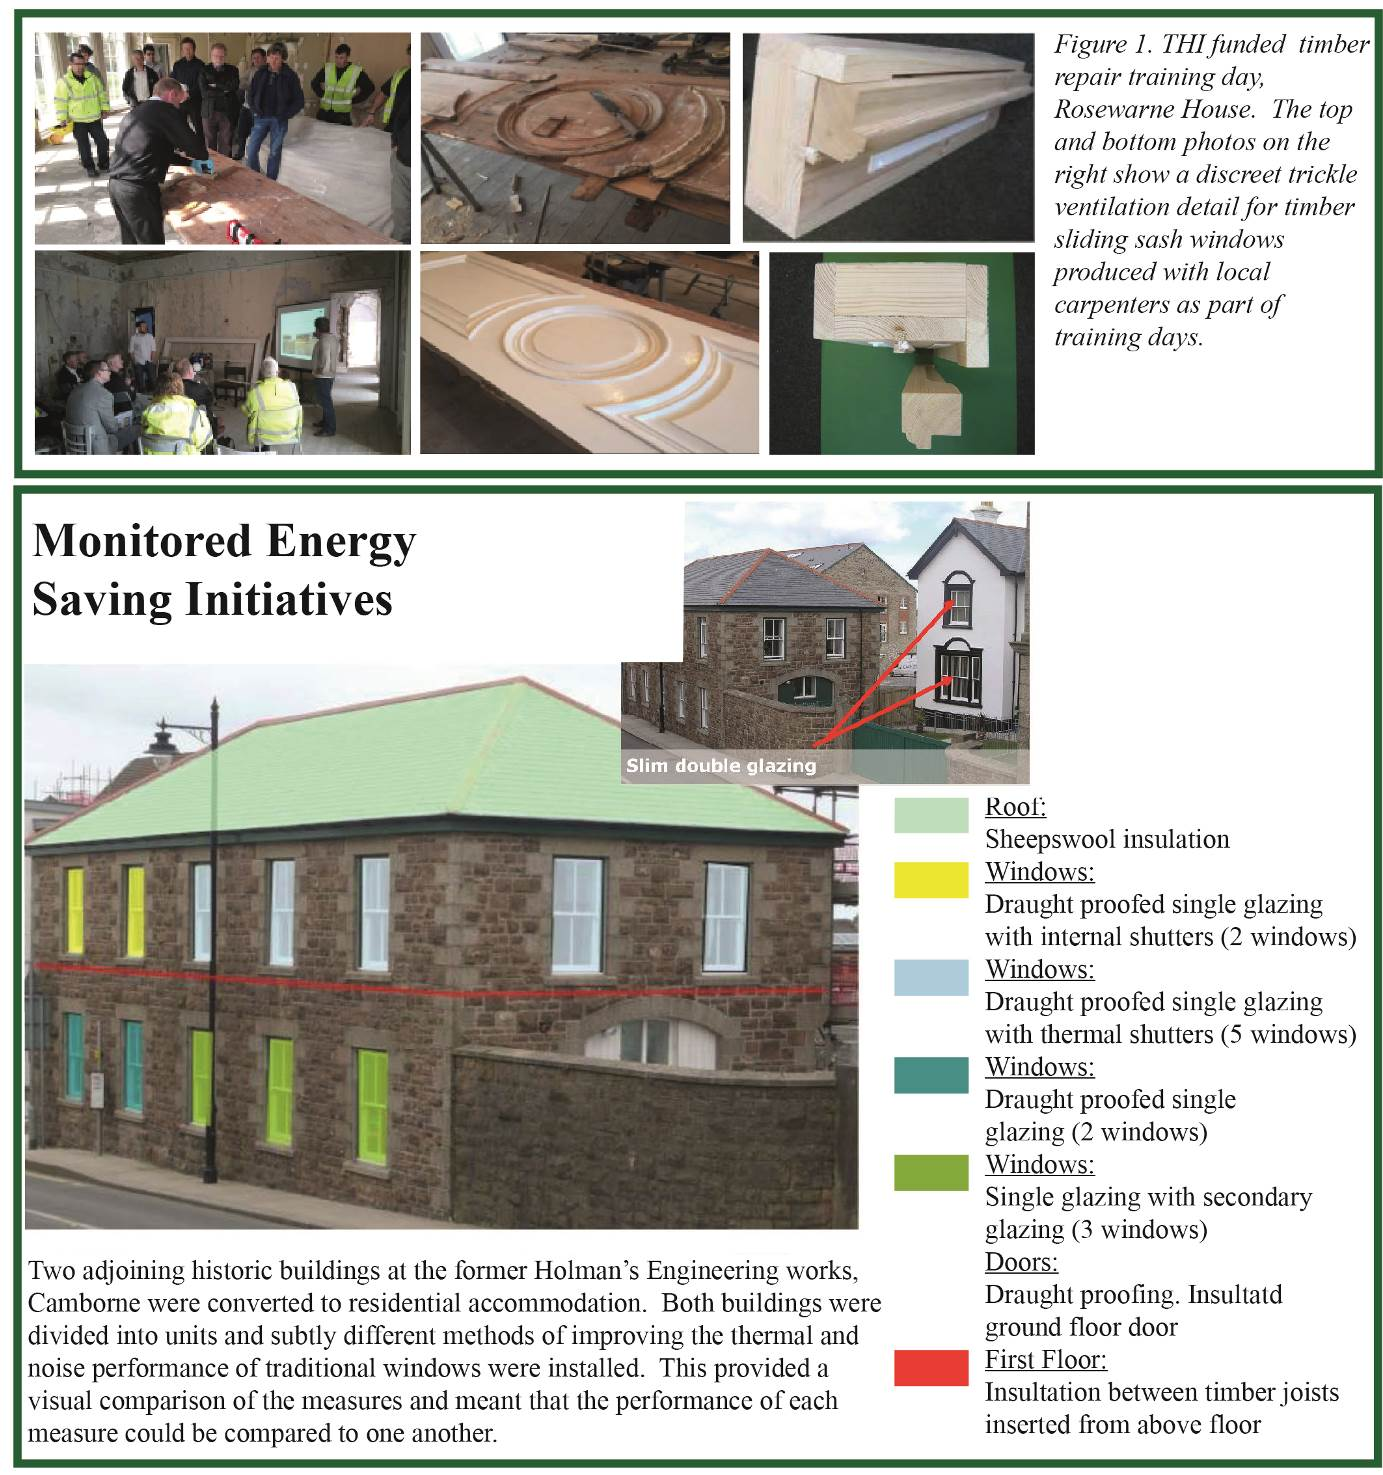 Figure 1. THI funded  timber
repair training day,
Rosewarne House.  The top
and bottom photos on the
right show a discreet trickle
ventilation detail for timber
sliding sash windows
produced with local
carpenters as part of
training days.
Monitored Energy
Saving Initiatives
Slim double glazing
Roof:
Sheepswool insulation
Windows:
Draught proofed single glazing
with internal shutters (2 windows)
Windows:
Draught proofed single glazing
with thermal shutters (5 windows)
Windows:
Draught proofed single
glazing (2 windows)
Windows:
Single glazing with secondary
glazing (3 windows)
Doors:
Draught proofing. Insultatd
ground floor door
First Floor:
Insultation between timber joists
inserted from above floor
Two adjoining historic buildings at the former Holman’s Engineering works,
Camborne were converted to residential accommodation.  Both buildings were
divided into units and subtly different methods of improving the thermal and
noise performance of traditional windows were installed.  This provided a
visual comparison of the measures and meant that the performance of each
measure could be compared to one another.